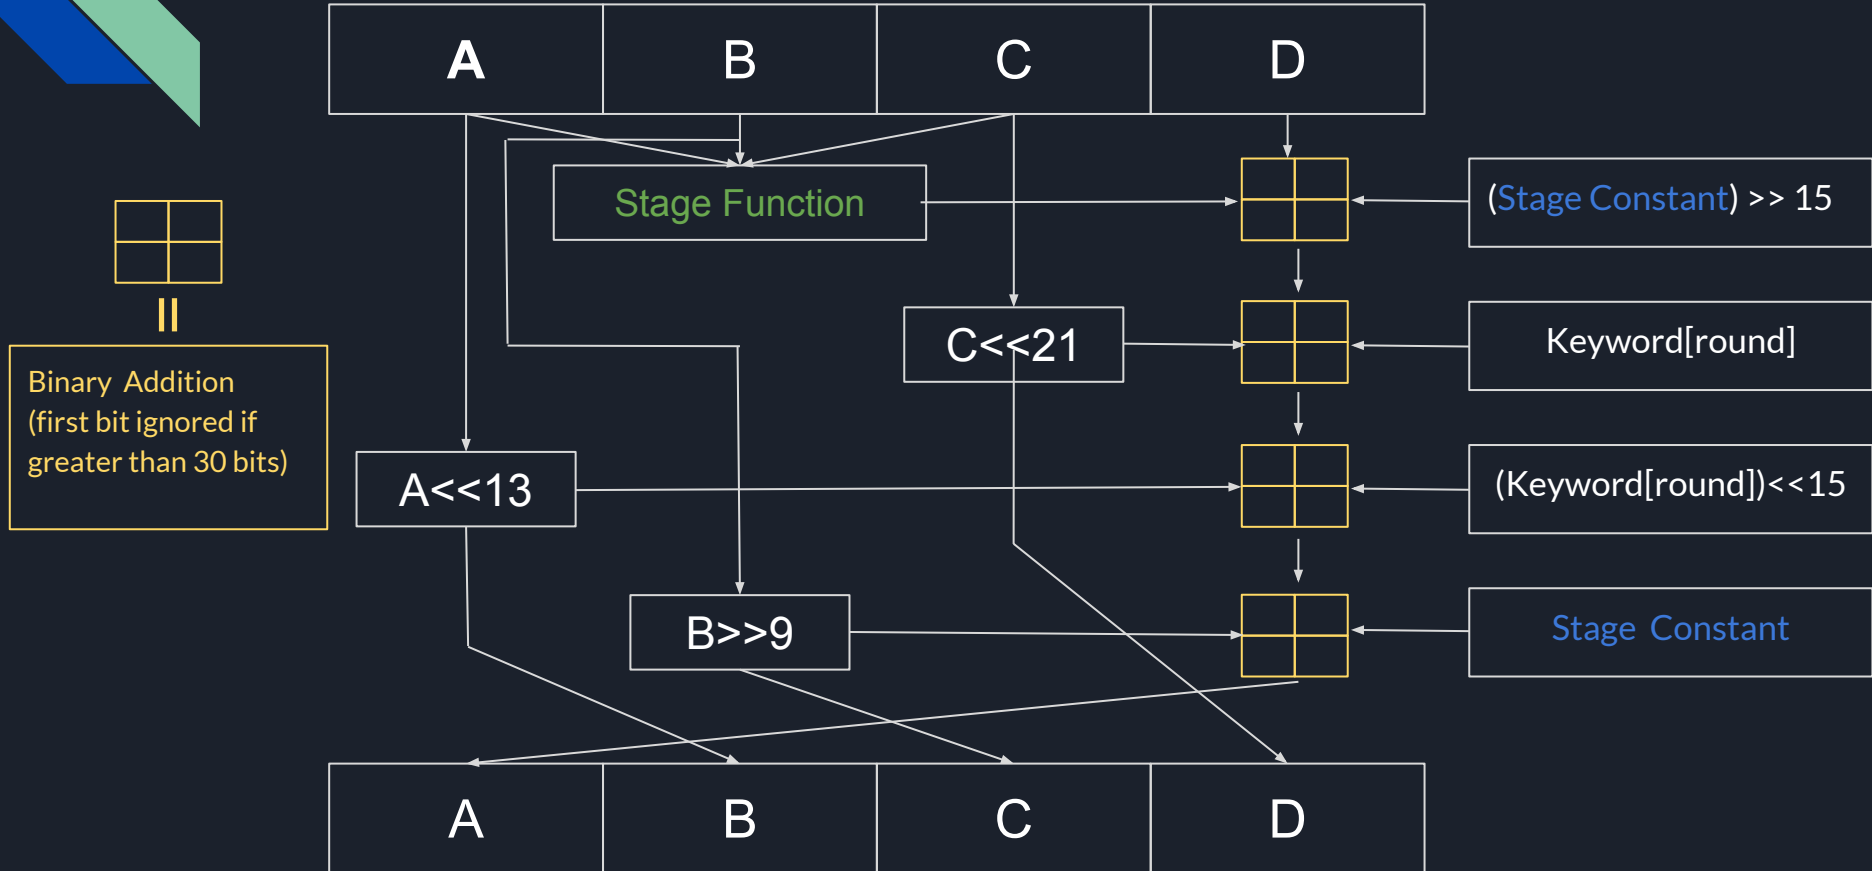 A
B
C
D
Stage Function
(Stage Constant) >> 15
C<<21
Keyword[round]
Binary Addition
(first bit ignored if
greater than 30 bits)
A<<13
(Keyword[round])<<15
B>>9
Stage Constant
A
B
C
D